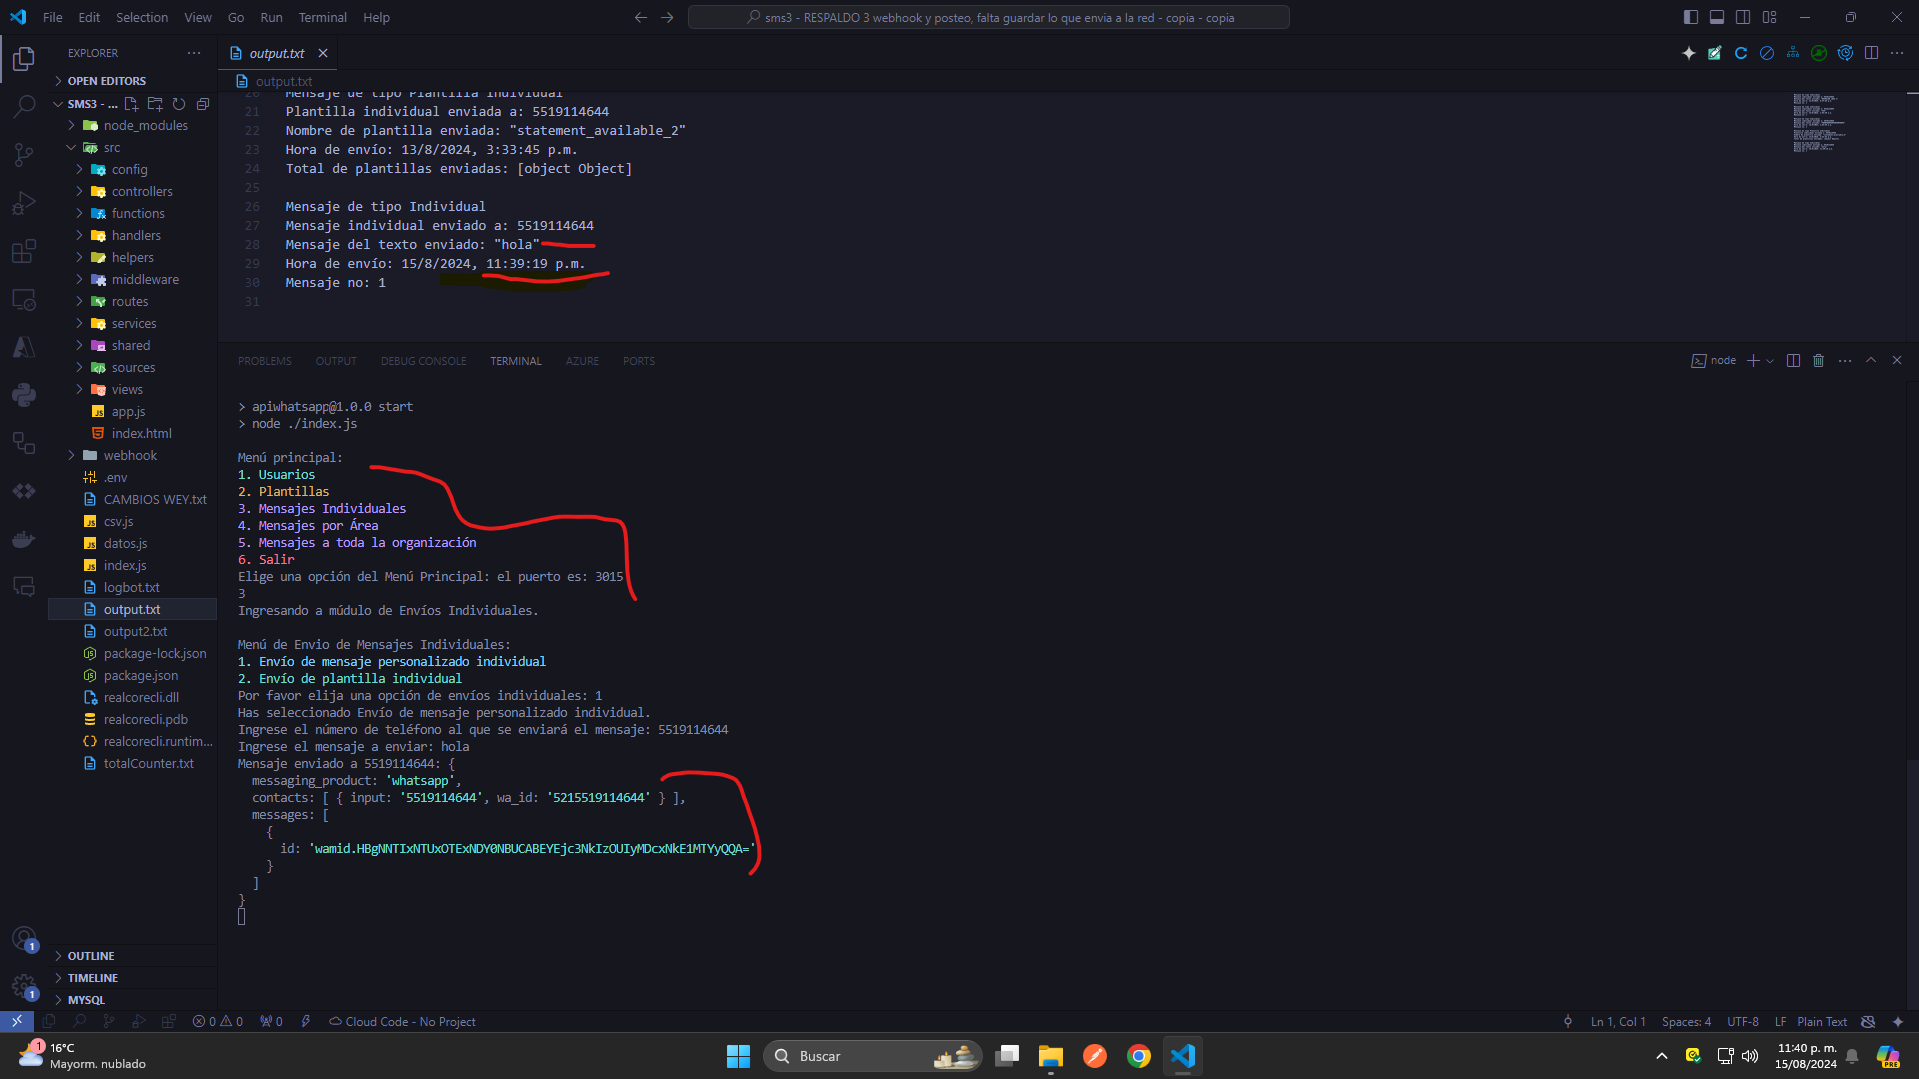 File Edit Selection View Go Run Terminal Help
sms3 - RESPALDO 3 webhook y posteo, falta guardar lo que envia a la red - copia - copia
EXPLORER
OPEN EDITORS
SMS3 - ...
node_modules
src
config
controllers
functions
handlers
helpers
middleware
routes
services
shared
sources
views
app.js
index.html
webhook
.env
CAMBIOS WEY.txt
csv.js
datos.js
index.js
logbot.txt
output.txt
output2.txt
package-lock.json
package.json
realcorecli.dll
realcorecli.pdb
realcorecli.runtim...
totalCounter.txt
OUTLINE
TIMELINE
MYSQL
output.txt
output.txt
20 Mensaje de tipo Plantilla Individual
21 Plantilla individual enviada a: 5519114644
22 Nombre de plantilla enviada: "statement_available_2"
23 Hora de envío: 13/8/2024, 3:33:45 p.m.
24 Total de plantillas enviadas: [object Object]
25
26 Mensaje de tipo Individual
27 Mensaje individual enviado a: 5519114644
28 Mensaje del texto enviado: "hola"
29 Hora de envío: 15/8/2024, 11:39:19 p.m.
30 Mensaje no: 1
31
PROBLEMS OUTPUT DEBUG CONSOLE TERMINAL AZURE PORTS
node
> apiwhatsapp@1.0.0 start
> node ./index.js
Menú principal:
1. Usuarios
2. Plantillas
3. Mensajes Individuales
4. Mensajes por Área
5. Mensajes a toda la organización
6. Salir
Elige una opción del Menú Principal: el puerto es: 3015
3
Ingresando a múdulo de Envíos Individuales.
Menú de Envio de Mensajes Individuales:
1. Envío de mensaje personalizado individual
2. Envío de plantilla individual
Por favor elija una opción de envíos individuales: 1
Has seleccionado Envío de mensaje personalizado individual.
Ingrese el número de teléfono al que se enviará el mensaje: 5519114644
Ingrese el mensaje a enviar: hola
Mensaje enviado a 5519114644: {
messaging_product: 'whatsapp',
contacts: [ { input: '5519114644', wa_id: '5215519114644' } ],
messages: [
{
id: 'wamid.HBgNNTIxNTUxOTExNDY0NBUCABEYEjc3NkIzOUIyMDcxNkE1MTYyQQA='
}
]
}
1
1
0 0 0 Cloud Code - No Project
Ln 1, Col 1 Spaces: 4 UTF-8 LF Plain Text
1
16°C
Mayorm. nublado
Buscar
11:40 p. m.
15/08/2024
PRE